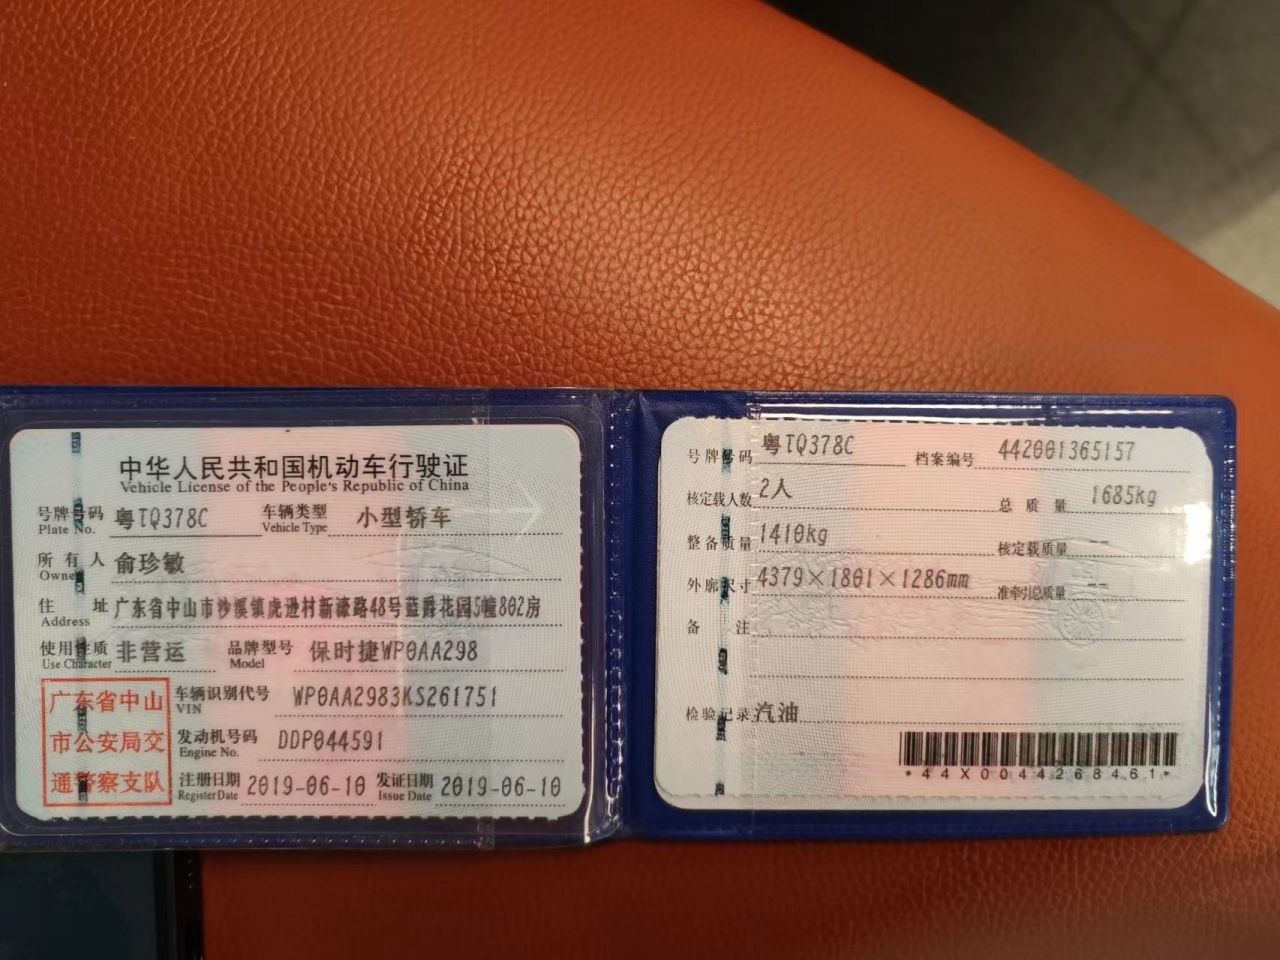 中华人民共和国机动车行驶证
Vehicle License of the People's Republic of China
号牌号码 粤TQ378C 车辆类型 小型轿车
Plate No. Vehicle Type
所有人 俞珍敏
Owner
住址 广东省中山市沙溪镇虎逊村新濠路48号蓝爵花园5幢802房
Address
使用性质 非营运 品牌型号 保时捷WP0AA298
Use Character Model
广东省中山
市公安局交
通警察支队
车辆识别代号 WP0AA2983KS261751
VIN
发动机号码 DDP044591
Engine No.
注册日期 2019-06-10 发证日期 2019-06-10
Register Date Issue Date
号牌号码 粤TQ378C 档案编号 442001365157
核定载人数 2人 总质量 1685kg
整备质量 1410kg 核定载质量 --
外廓尺寸 4379×1801×1286mm 准牵引总质量 --
备注
检验记录 汽油
*44X0044268461*